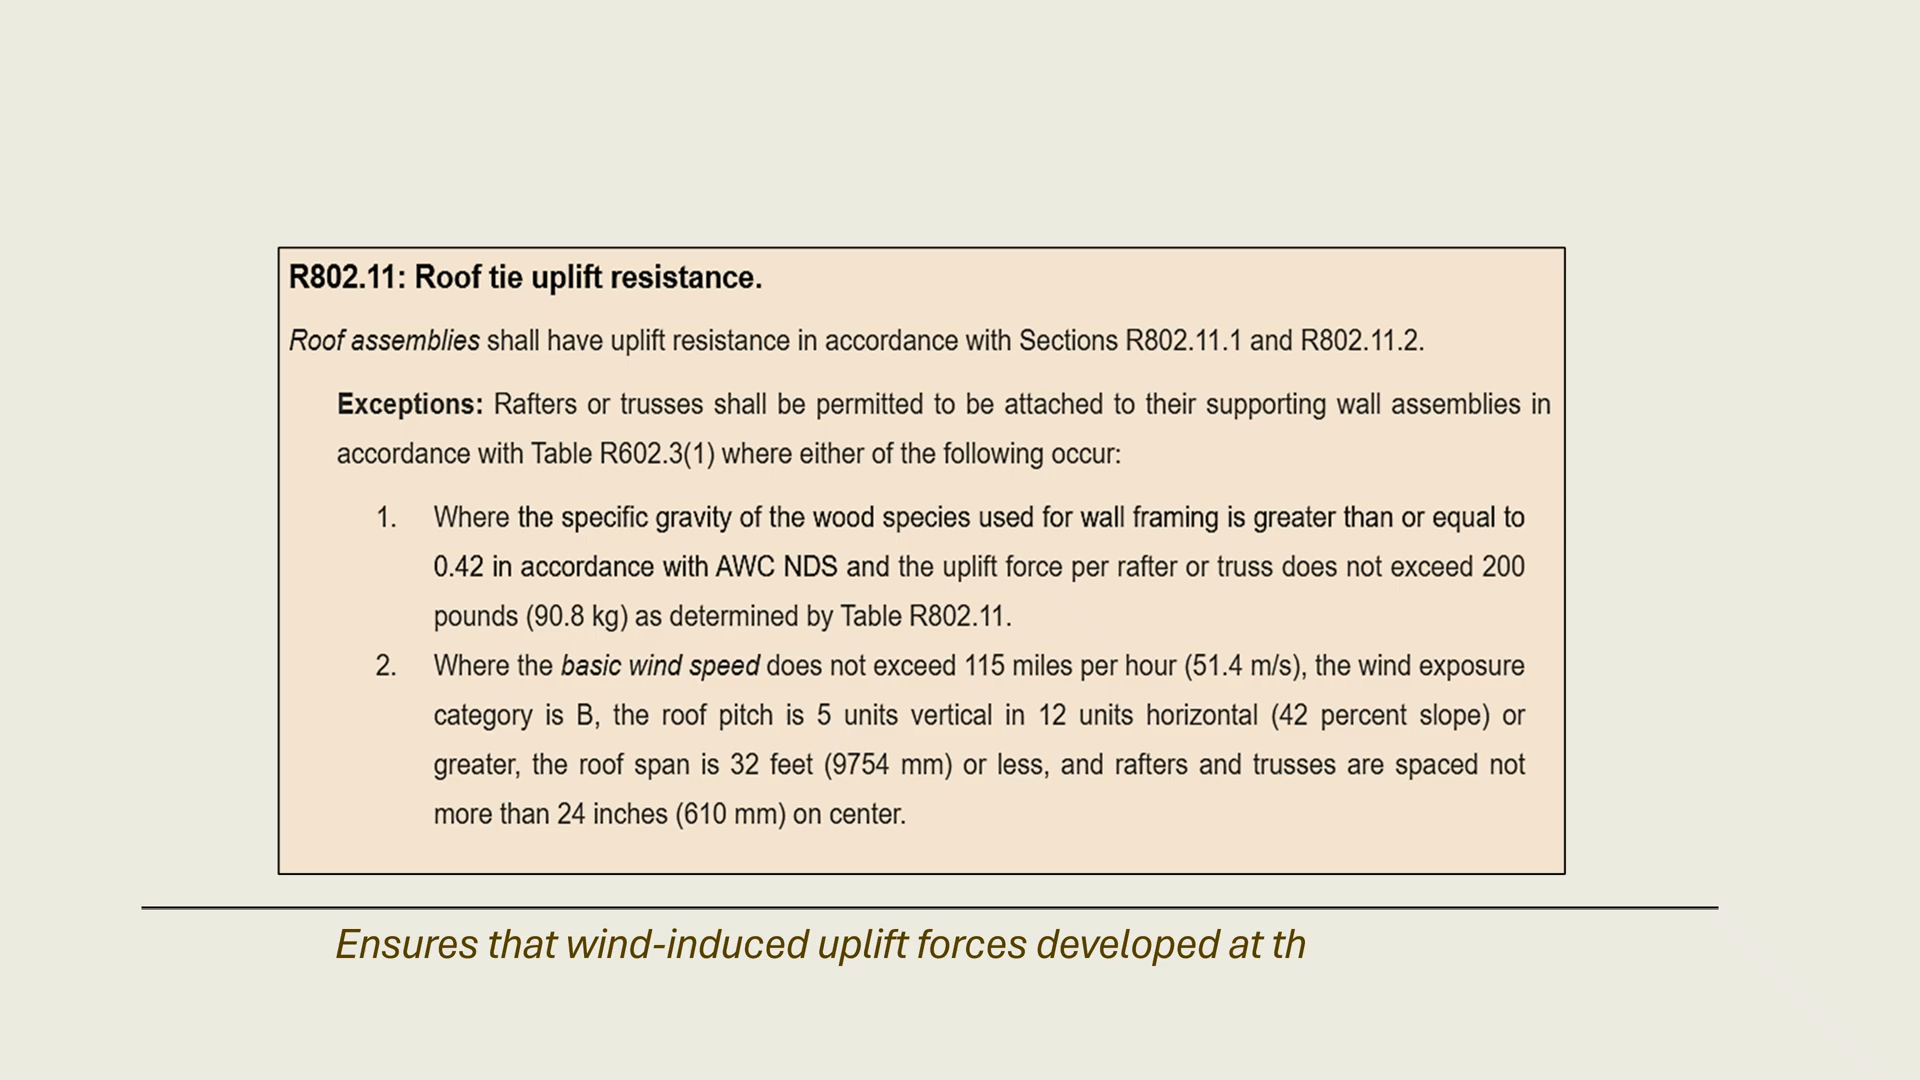 R802.11: Roof tie uplift resistance.
Roof assemblies shall have uplift resistance in accordance with Sections R802.11.1 and R802.11.2.
Exceptions: Rafters or trusses shall be permitted to be attached to their supporting wall assemblies in
accordance with Table R602.3(1) where either of the following occur:
1. Where the specific gravity of the wood species used for wall framing is greater than or equal to
0.42 in accordance with AWC NDS and the uplift force per rafter or truss does not exceed 200
pounds (90.8 kg) as determined by Table R802.11.
2. Where the basic wind speed does not exceed 115 miles per hour (51.4 m/s), the wind exposure
category is B, the roof pitch is 5 units vertical in 12 units horizontal (42 percent slope) or
greater, the roof span is 32 feet (9754 mm) or less, and rafters and trusses are spaced not
more than 24 inches (610 mm) on center.
Ensures that wind-induced uplift forces developed at th